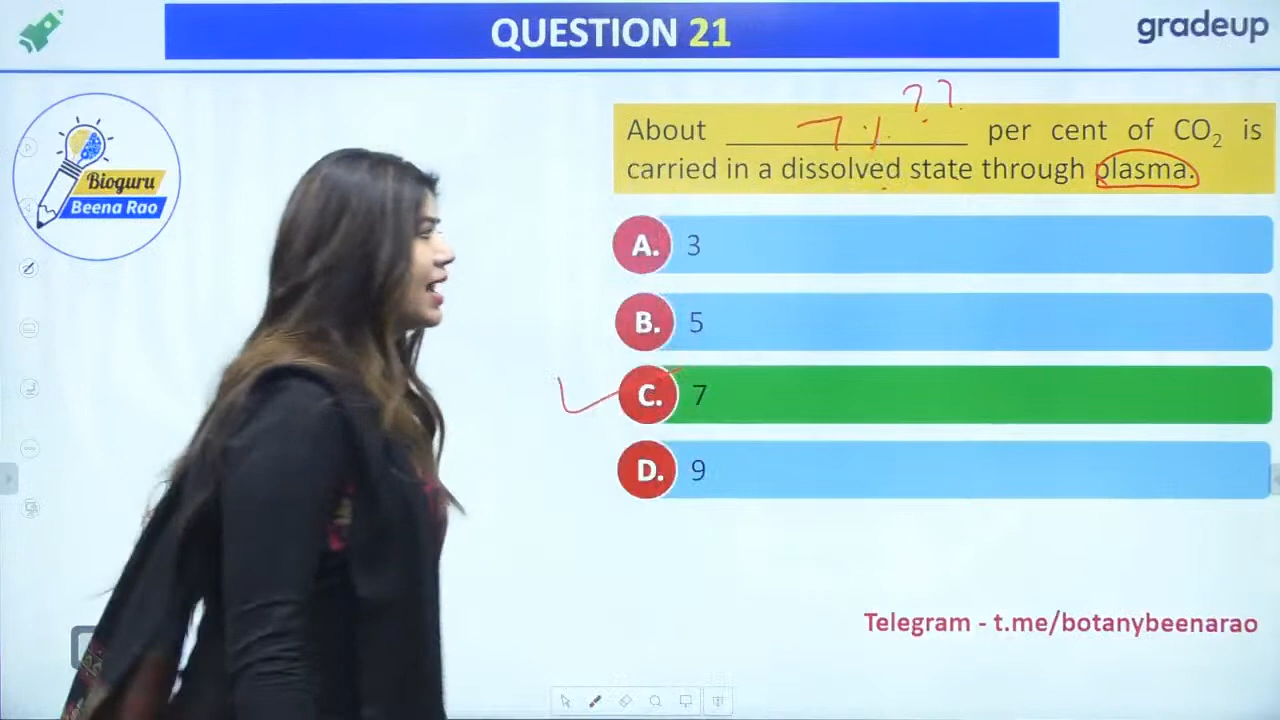 QUESTION 21
gradeup
Bioguru
Beena Rao
7 % ? ?
About ____________ per cent of CO₂ is
carried in a dissolved state through plasma.
A. 3
B. 5
C. 7
D. 9
Telegram - t.me/botanybeenarao